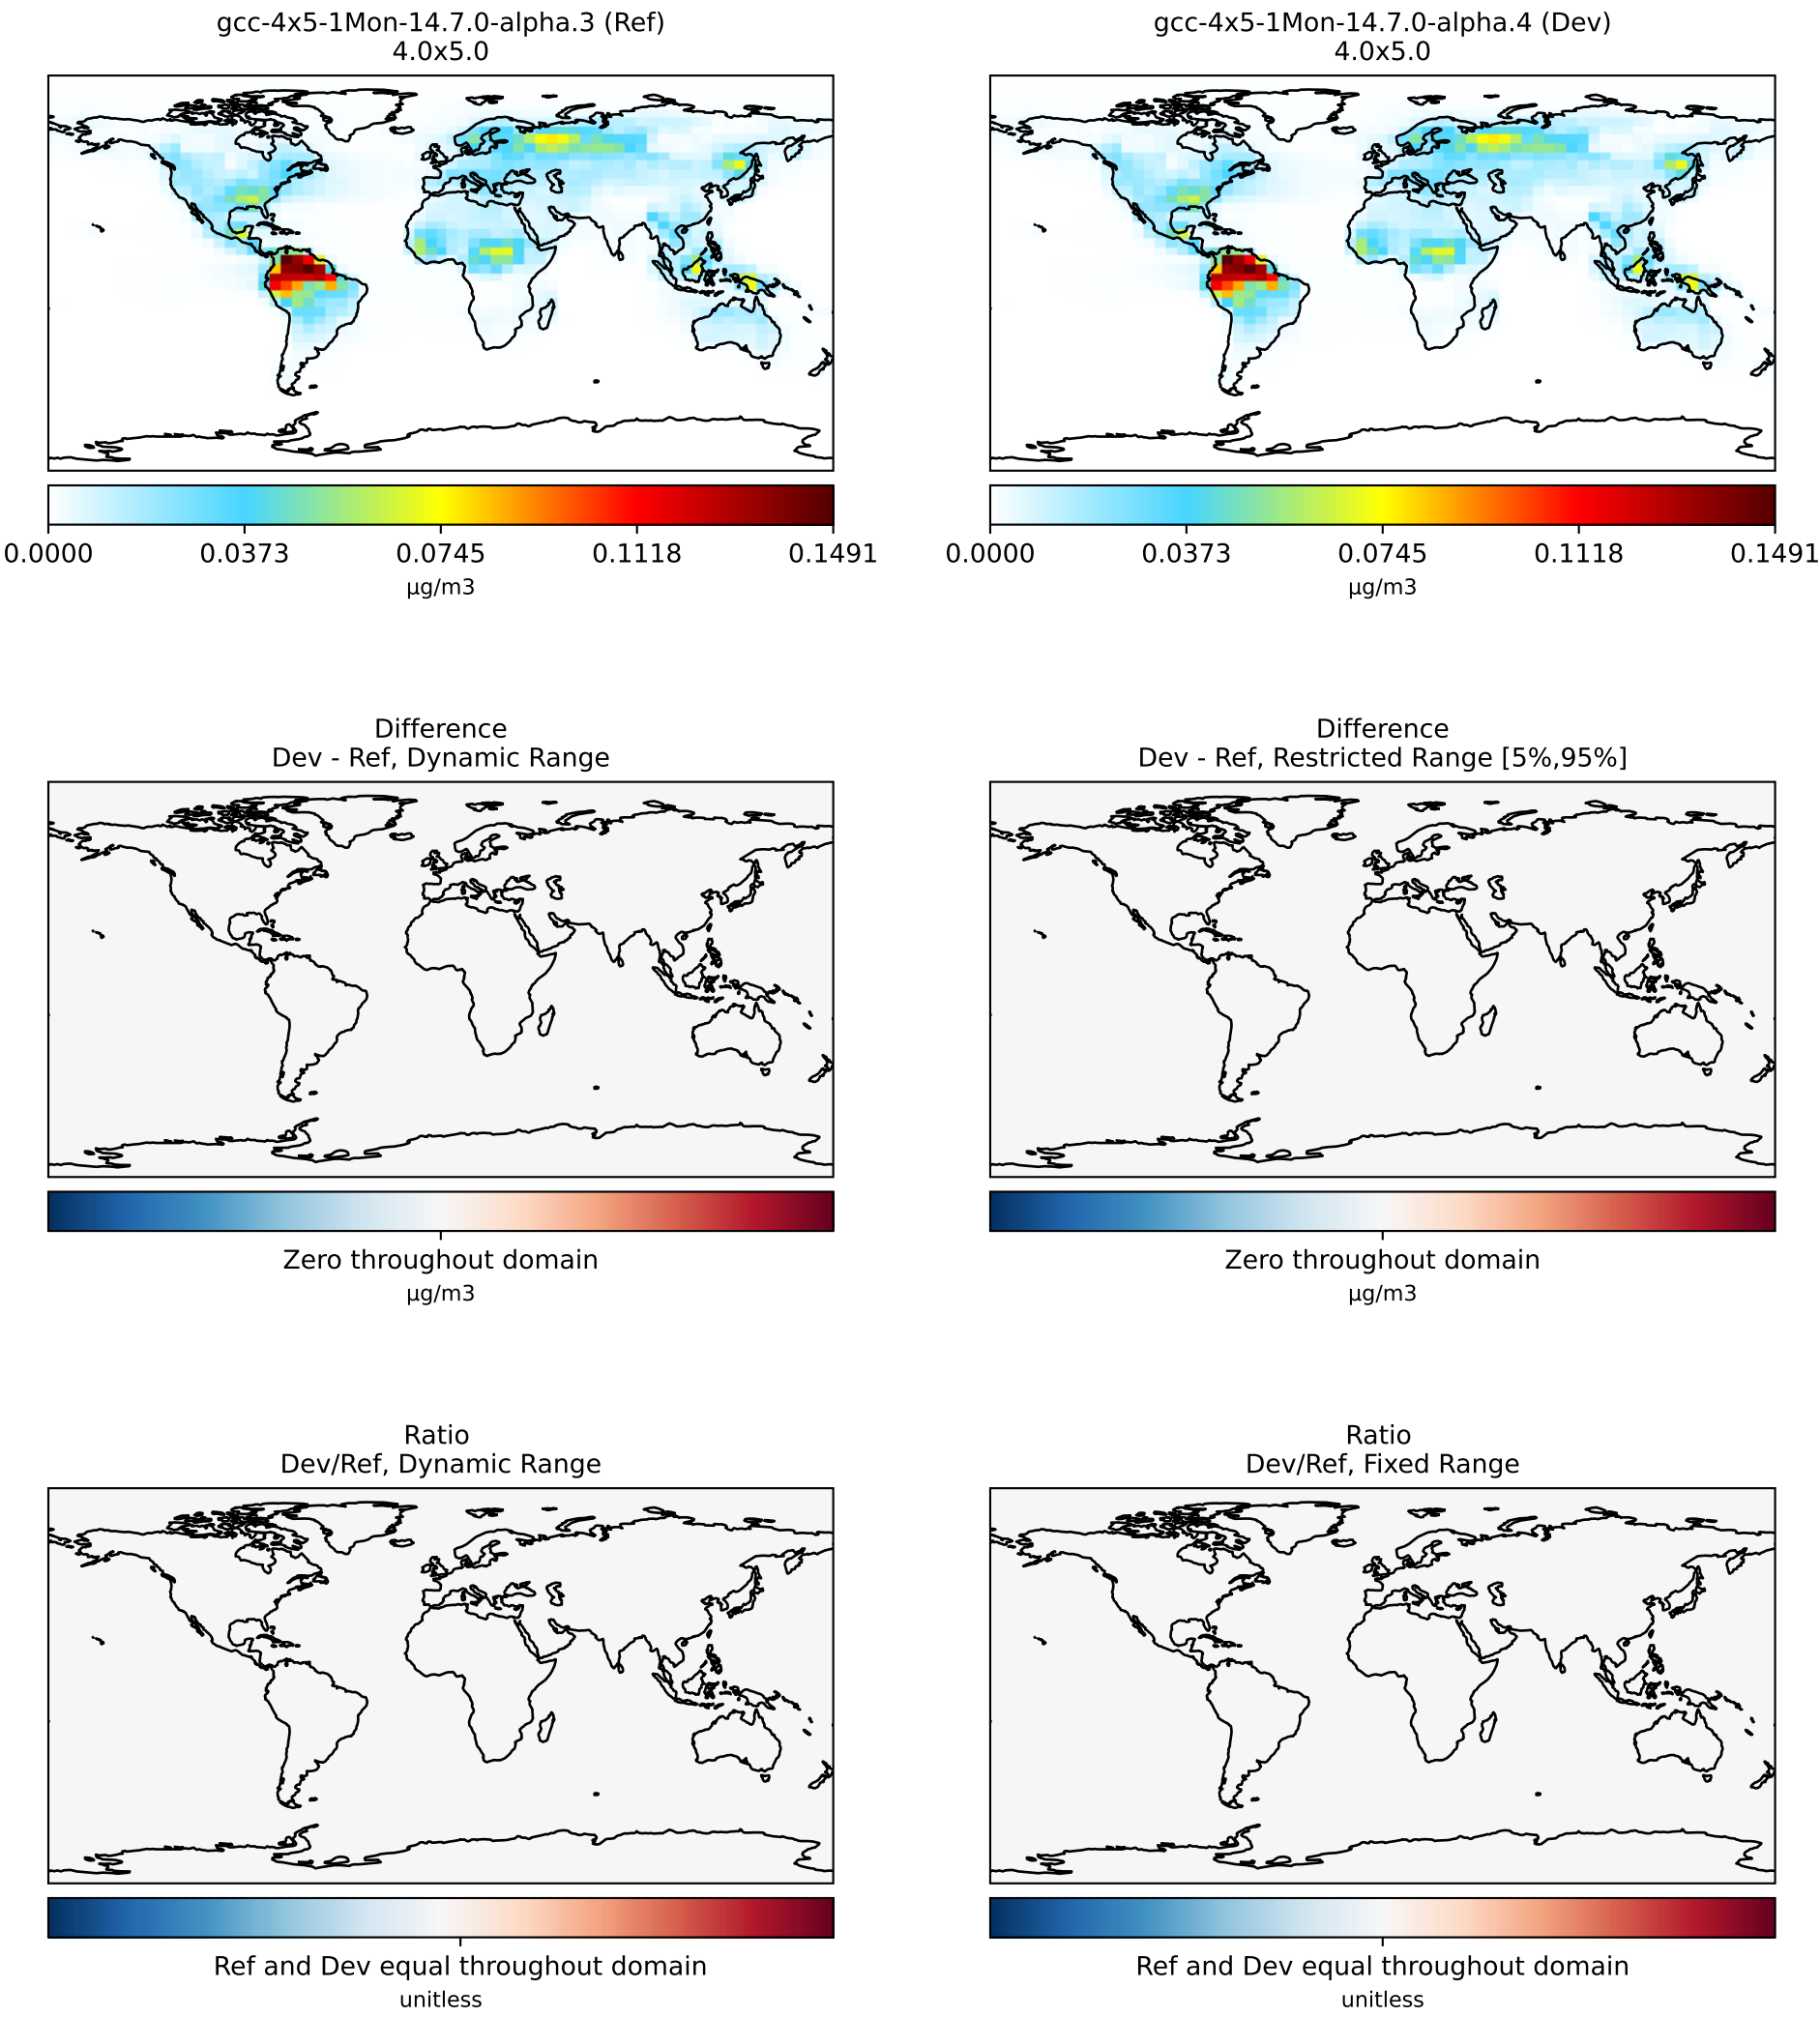 gcc-4x5-1Mon-14.7.0-alpha.3 (Ref)
4.0x5.0
gcc-4x5-1Mon-14.7.0-alpha.4 (Dev)
4.0x5.0
0.0000 0.0373 0.0745 0.1118 0.1491
μg/m3
0.0000 0.0373 0.0745 0.1118 0.1491
μg/m3
Difference
Dev - Ref, Dynamic Range
Difference
Dev - Ref, Restricted Range [5%,95%]
Zero throughout domain
μg/m3
Zero throughout domain
μg/m3
Ratio
Dev/Ref, Dynamic Range
Ratio
Dev/Ref, Fixed Range
Ref and Dev equal throughout domain
unitless
Ref and Dev equal throughout domain
unitless